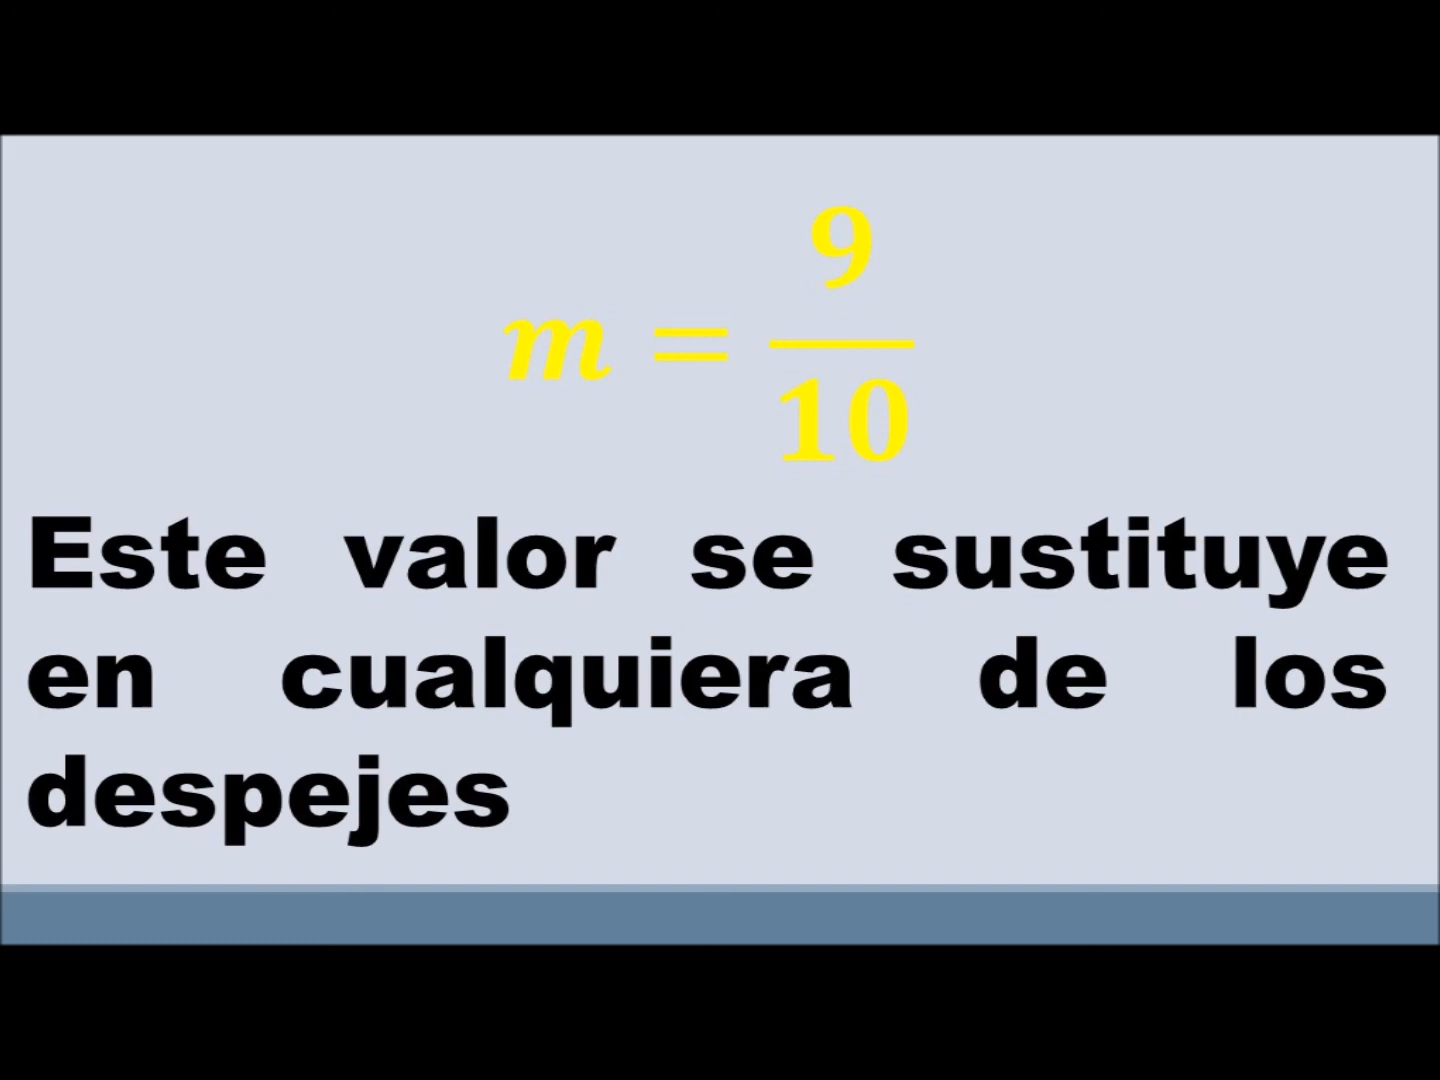 m = 9/10
Este valor se sustituye
en cualquiera de los
despejes